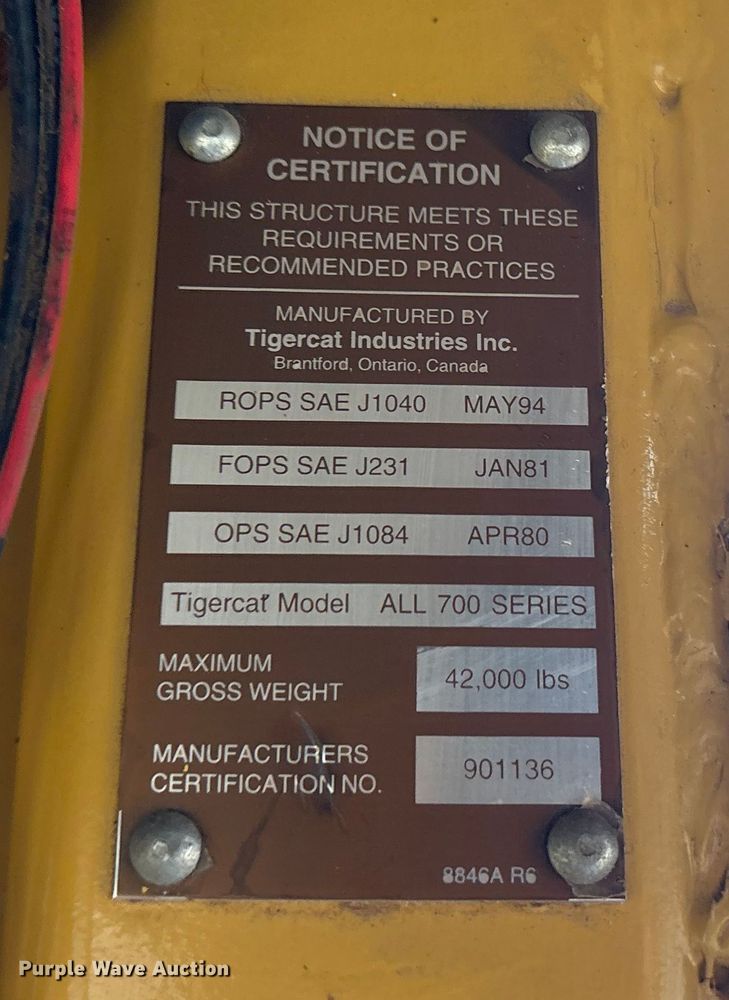 NOTICE OF
CERTIFICATION
THIS STRUCTURE MEETS THESE
REQUIREMENTS OR
RECOMMENDED PRACTICES
MANUFACTURED BY
Tigercat Industries Inc.
Brantford, Ontario, Canada
ROPS SAE J1040 MAY94
FOPS SAE J231 JAN81
OPS SAE J1084 APR80
Tigercat Model ALL 700 SERIES
MAXIMUM
GROSS WEIGHT 42,000 lbs
MANUFACTURERS
CERTIFICATION NO. 901136
8846A R6
Purple Wave Auction